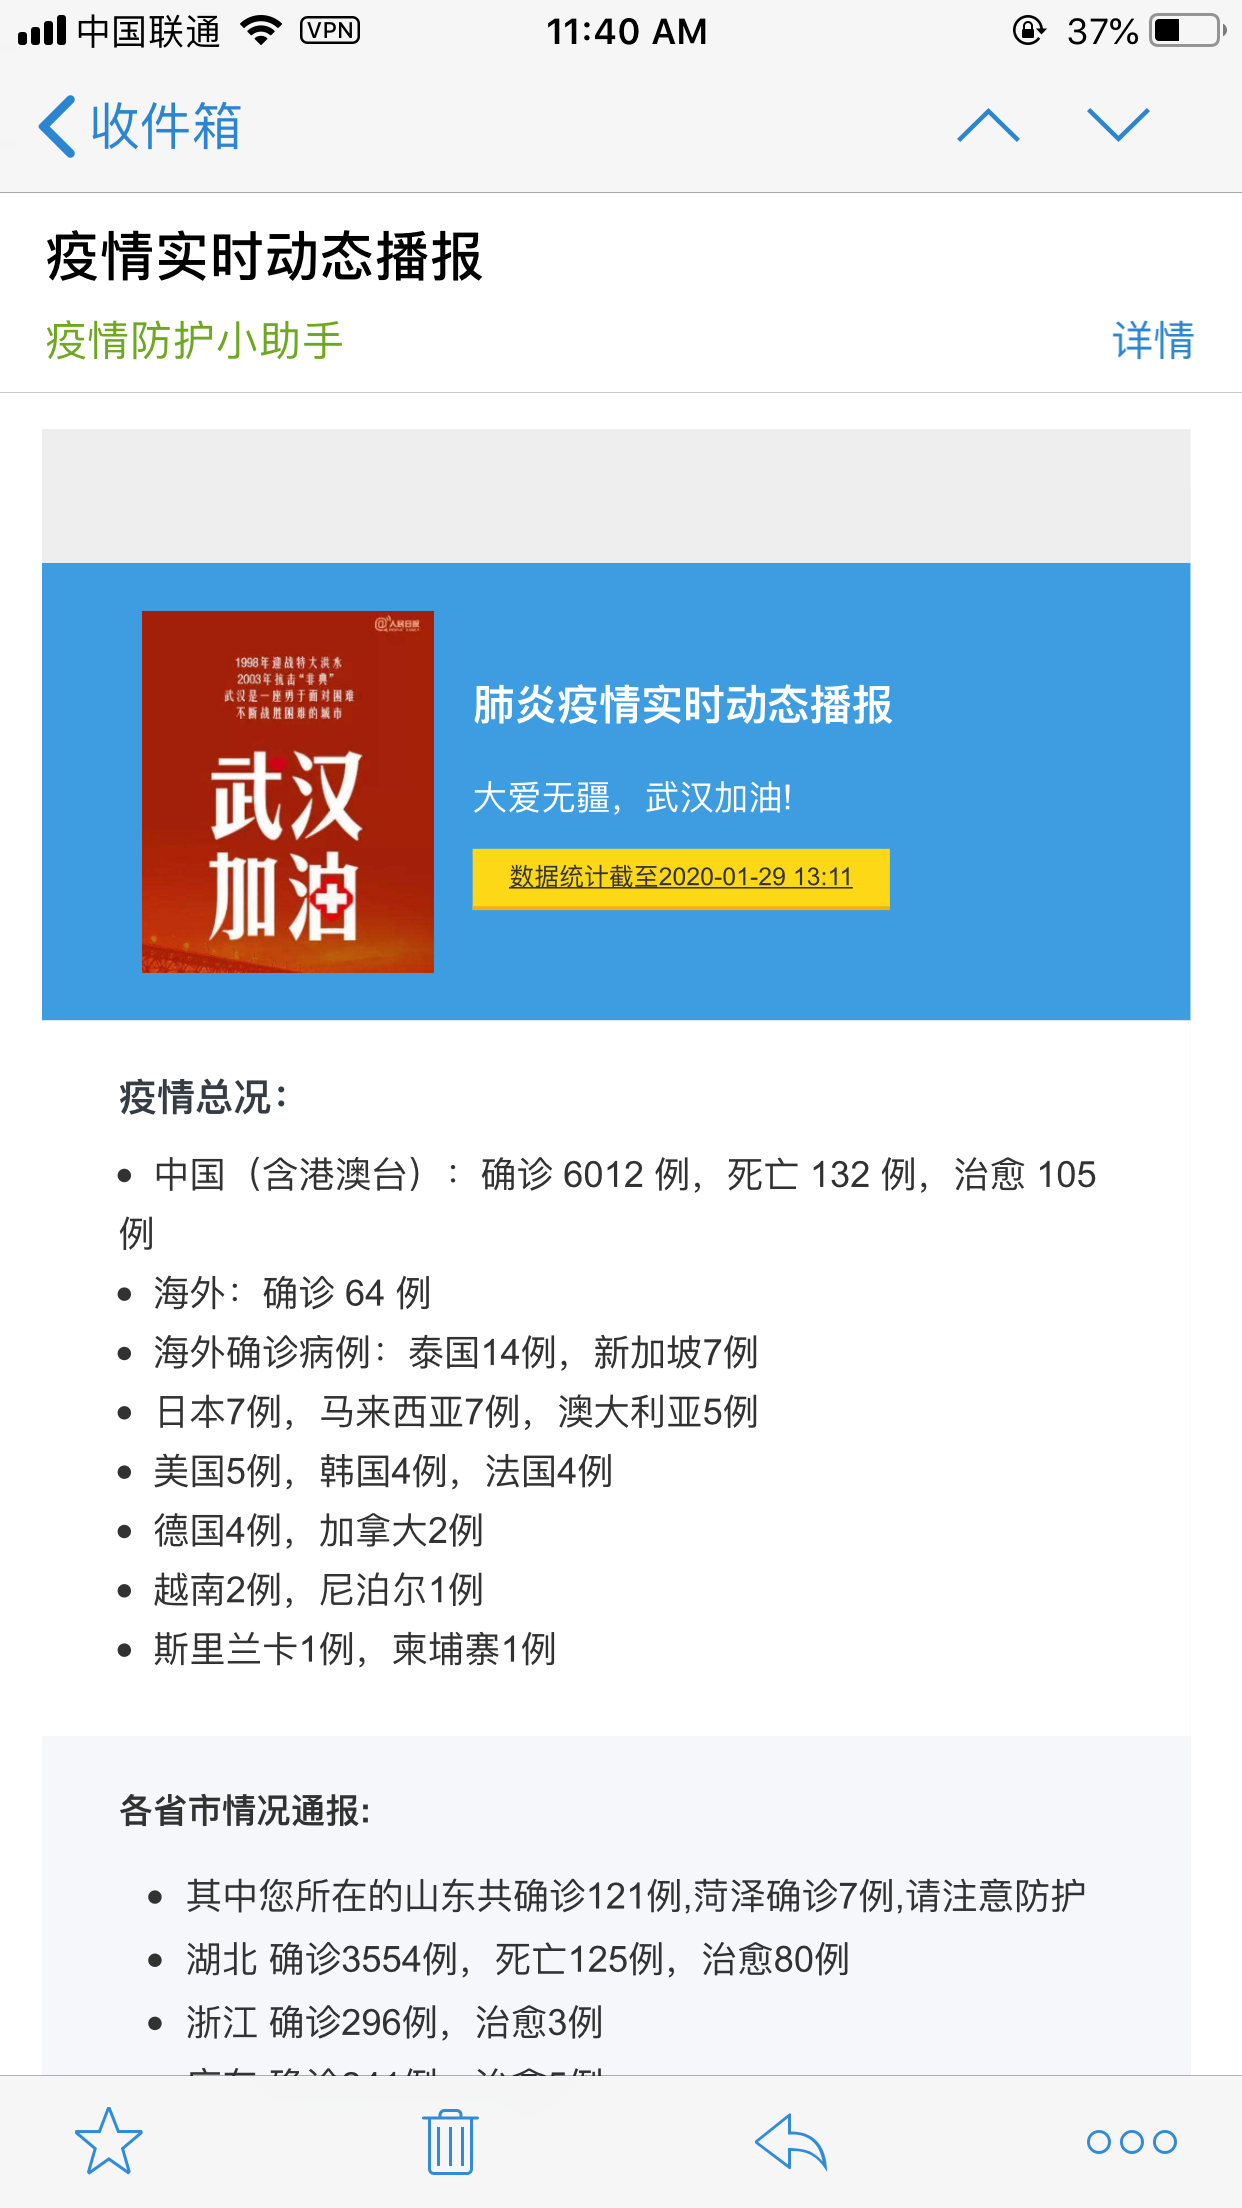 中国联通 VPN 11:40 AM 37%
收件箱
疫情实时动态播报
疫情防护小助手 详情
@人民日报
1998年迎战特大洪水
2003年抗击“非典”
武汉是一座勇于面对困难
不断战胜困难的城市
武汉
加油
肺炎疫情实时动态播报
大爱无疆，武汉加油!
数据统计截至2020-01-29 13:11
疫情总况：
中国（含港澳台）：确诊 6012 例，死亡 132 例，治愈 105
例
海外：确诊 64 例
海外确诊病例：泰国14例，新加坡7例
日本7例，马来西亚7例，澳大利亚5例
美国5例，韩国4例，法国4例
德国4例，加拿大2例
越南2例，尼泊尔1例
斯里兰卡1例，柬埔寨1例
各省市情况通报:
其中您所在的山东共确诊121例,菏泽确诊7例,请注意防护
湖北 确诊3554例，死亡125例，治愈80例
浙江 确诊296例，治愈3例